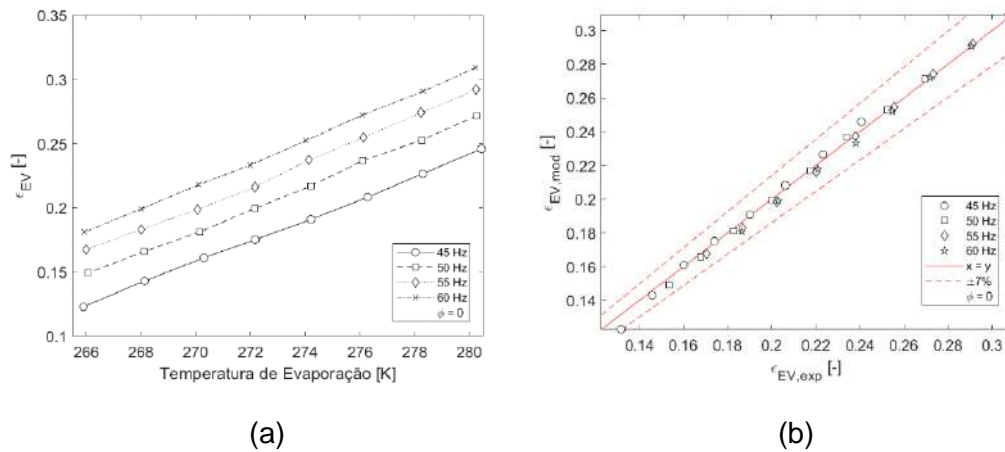 0.35
0.3
0.25
0.2
0.15
0.1
ϵEV [-]
266 268 270 272 274 276 278 280
Temperatura de Evaporação [K]
45 Hz
50 Hz
55 Hz
60 Hz
ϕ = 0
(a)
0.3
0.28
0.26
0.24
0.22
0.2
0.18
0.16
0.14
ϵEV,mod [-]
0.14 0.16 0.18 0.2 0.22 0.24 0.26 0.28 0.3
ϵEV,exp [-]
45 Hz
50 Hz
55 Hz
60 Hz
x = y
±7%
ϕ = 0
(b)